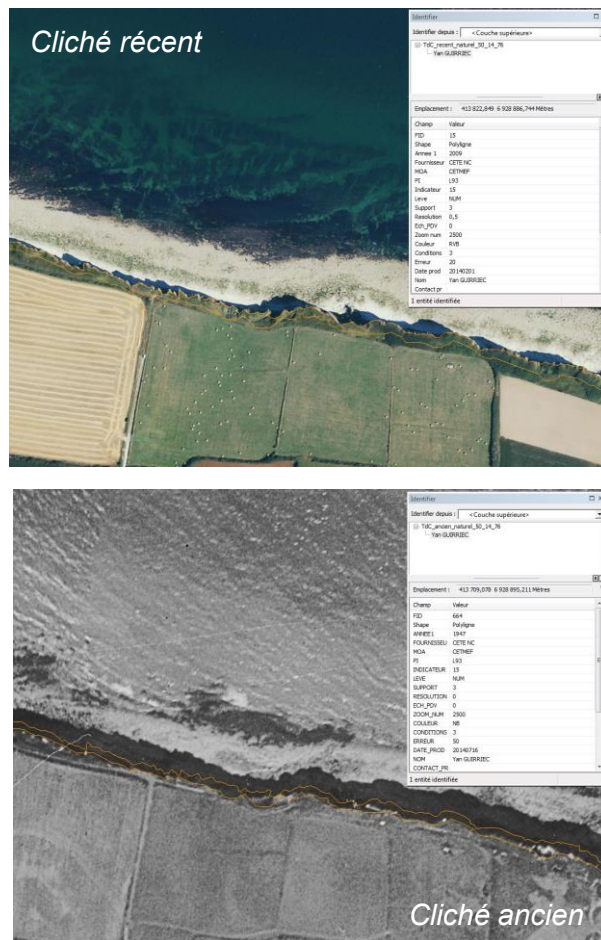 Cliché récent
Identifier
Identifier depuis : <Couche supérieure>
TdC_recent_naturel_50_14_76
Yan GUIRRIEC
Emplacement : 413 822,849 6 928 886,744 Mètres
Champ Valeur
FID 15
Shape Polyligne
Annee 1 2009
Fournisseur CETE NC
MOA CETMEF
PI L93
Indicateur 15
Leve NUM
Support 3
Resolution 0,5
Ech_PDV 0
Zoom num 2500
Couleur RVB
Conditions 3
Erreur 20
Date prod 20140201
Nom Yan GUIRRIEC
Contact pr
1 entité identifiée
Identifier
Identifier depuis : <Couche supérieure>
TdC_ancien_naturel_50_14_76
Yan GUIRRIEC
Emplacement : 413 709,078 6 928 895,211 Mètres
Champ Valeur
FID 664
Shape Polyligne
ANNEE1 1947
FOURNISSEU CETE NC
MOA CETMEF
PI L93
INDICATEUR 15
LEVE NUM
SUPPORT 3
RESOLUTION 0
ECH_PDV 0
ZOOM_NUM 2500
COULEUR NB
CONDITIONS 3
ERREUR 50
DATE_PROD 20140716
NOM Yan GUIRRIEC
CONTACT_PR
1 entité identifiée
Cliché ancien